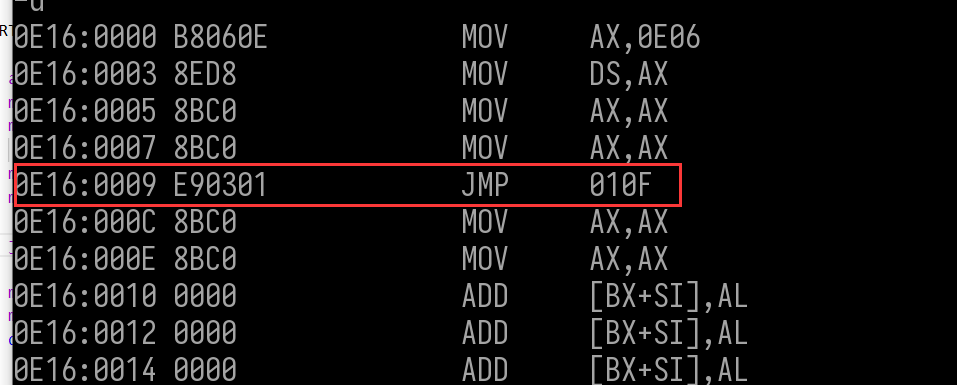 -u
0E16:0000 B8060E MOV AX,0E06
0E16:0003 8ED8 MOV DS,AX
0E16:0005 8BC0 MOV AX,AX
0E16:0007 8BC0 MOV AX,AX
0E16:0009 E90301 JMP 010F
0E16:000C 8BC0 MOV AX,AX
0E16:000E 8BC0 MOV AX,AX
0E16:0010 0000 ADD [BX+SI],AL
0E16:0012 0000 ADD [BX+SI],AL
0E16:0014 0000 ADD [BX+SI],AL